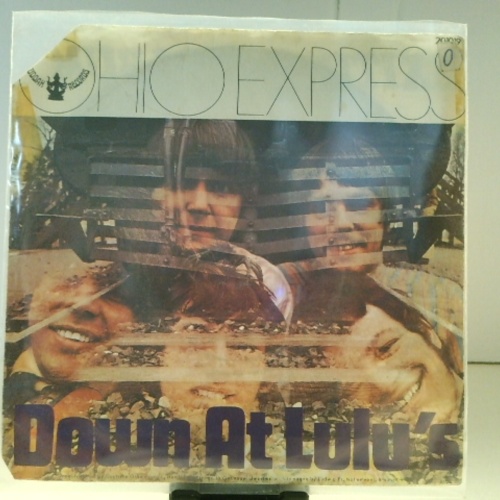 OHIO EXPRESS
Down At Lulu's